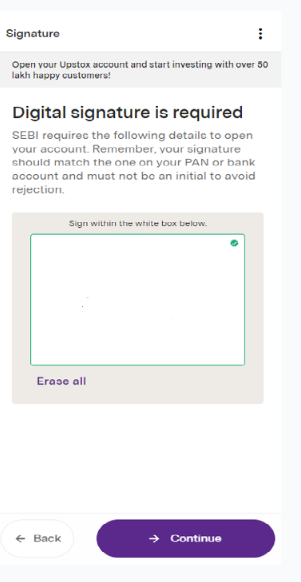 Signature
Open your Upstox account and start investing with over 80
lakh happy customers!
Digital signature is required
SEBI requires the following details to open
your account. Remember, your signature
should match the one on your PAN or bank
account and must not be an initial to avoid
rejection.
Sign within the white box below.
Erase all
← Back
→ Continue